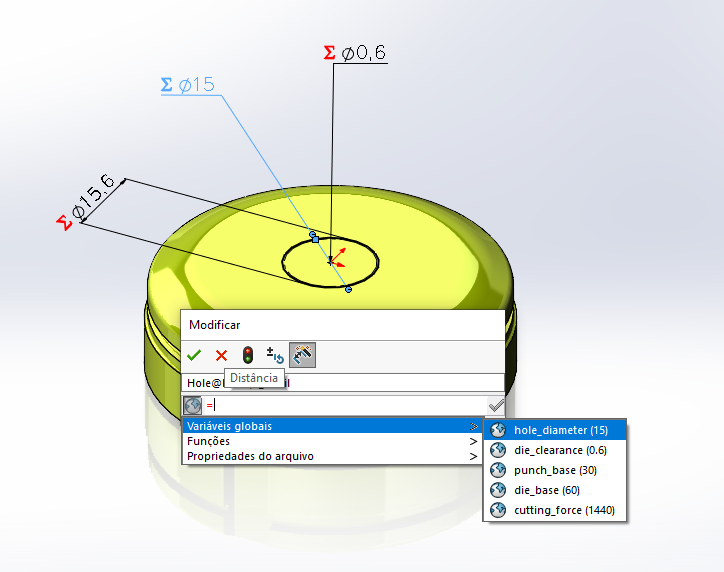 Σ ⌀0,6
Σ ⌀15
Σ ⌀15,6
Modificar
Distância
Hole@
=
Variáveis globais >
Funções >
Propriedades do arquivo >
hole_diameter (15)
die_clearance (0.6)
punch_base (30)
die_base (60)
cutting_force (1440)